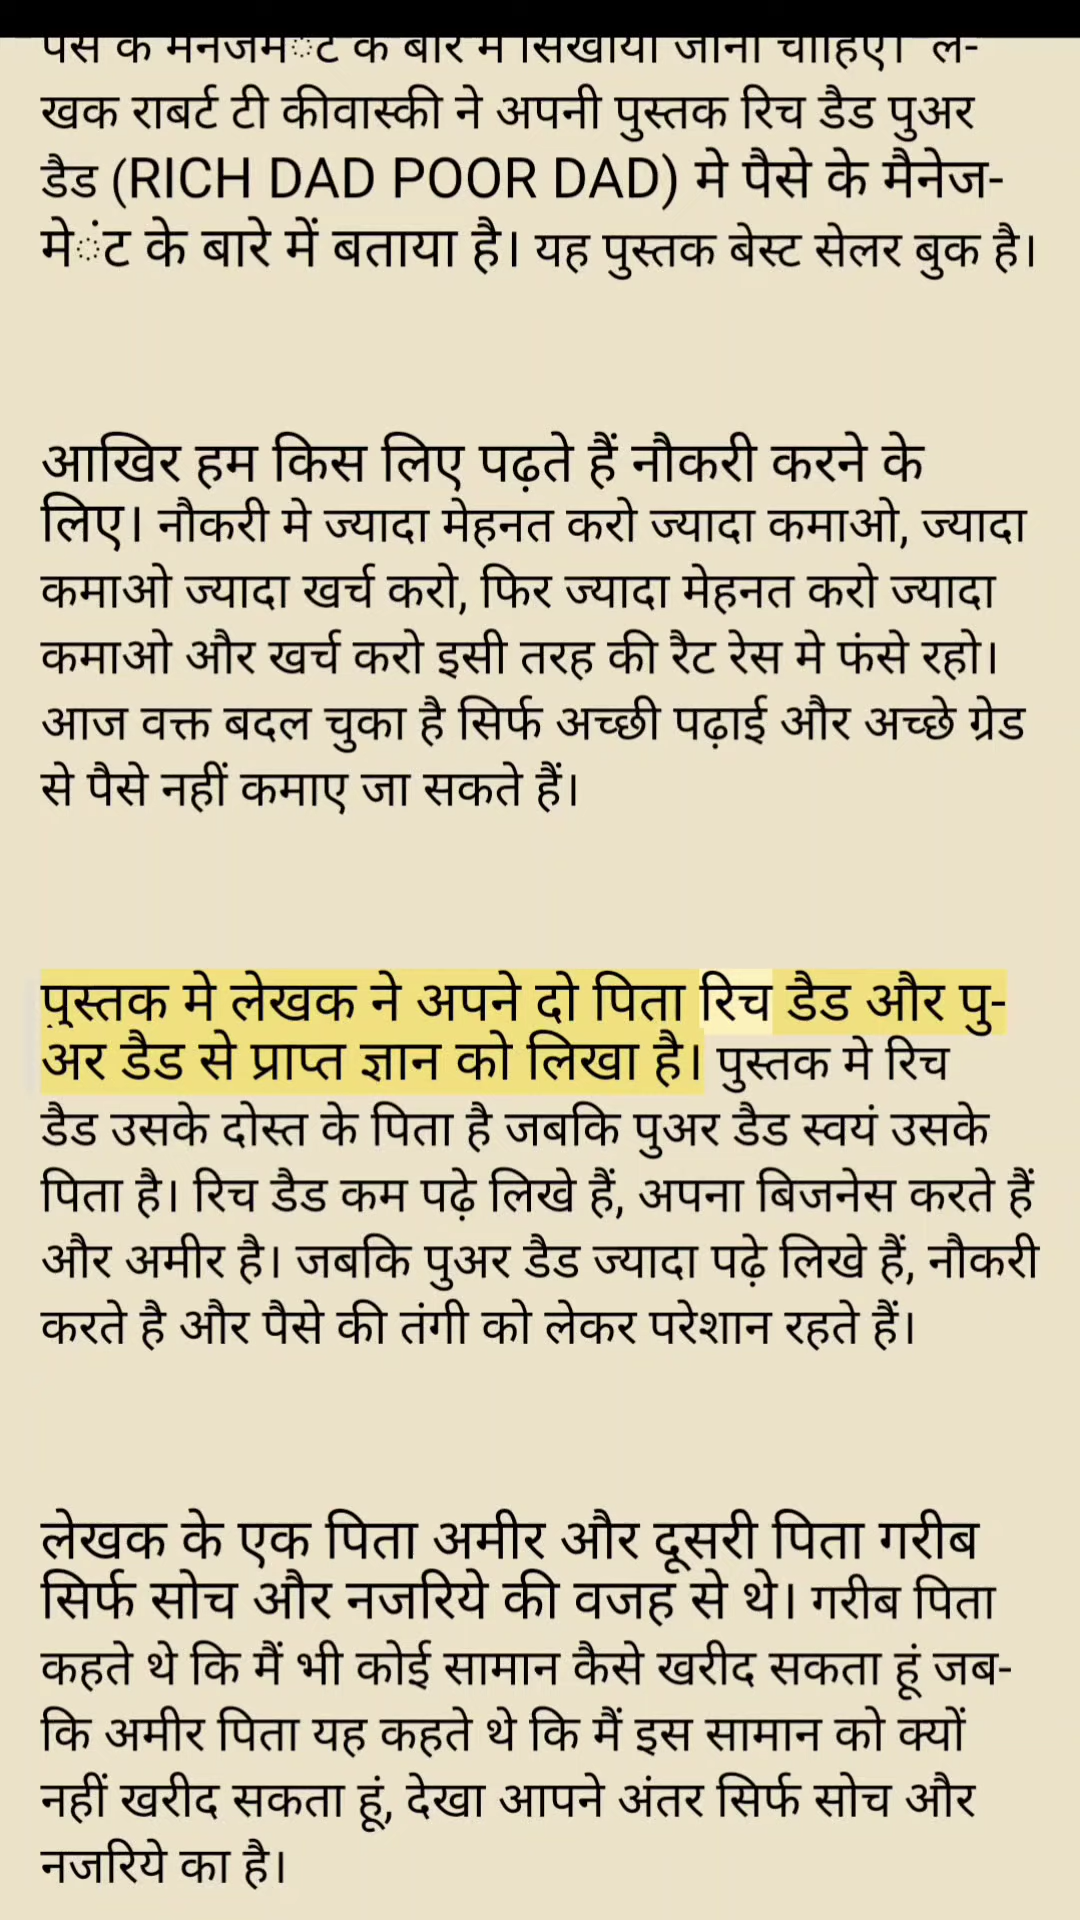 पैसे के मैनेजमेंट के बारे में सिखाया जाना चाहिए। ले-
खक राबर्ट टी कीवास्की ने अपनी पुस्तक रिच डैड पुअर
डैड (RICH DAD POOR DAD) मे पैसे के मैनेज-
मेंट के बारे में बताया है। यह पुस्तक बेस्ट सेलर बुक है।
आखिर हम किस लिए पढ़ते हैं नौकरी करने के
लिए। नौकरी मे ज्यादा मेहनत करो ज्यादा कमाओ, ज्यादा
कमाओ ज्यादा खर्च करो, फिर ज्यादा मेहनत करो ज्यादा
कमाओ और खर्च करो इसी तरह की रैट रेस मे फंसे रहो।
आज वक्त बदल चुका है सिर्फ अच्छी पढ़ाई और अच्छे ग्रेड
से पैसे नहीं कमाए जा सकते हैं।
पुस्तक मे लेखक ने अपने दो पिता रिच डैड और पु-
अर डैड से प्राप्त ज्ञान को लिखा है। पुस्तक मे रिच
डैड उसके दोस्त के पिता है जबकि पुअर डैड स्वयं उसके
पिता है। रिच डैड कम पढ़े लिखे हैं, अपना बिजनेस करते हैं
और अमीर है। जबकि पुअर डैड ज्यादा पढ़े लिखे हैं, नौकरी
करते है और पैसे की तंगी को लेकर परेशान रहते हैं।
लेखक के एक पिता अमीर और दूसरी पिता गरीब
सिर्फ सोच और नजरिये की वजह से थे। गरीब पिता
कहते थे कि मैं भी कोई सामान कैसे खरीद सकता हूं जब-
कि अमीर पिता यह कहते थे कि मैं इस सामान को क्यों
नहीं खरीद सकता हूं, देखा आपने अंतर सिर्फ सोच और
नजरिये का है।